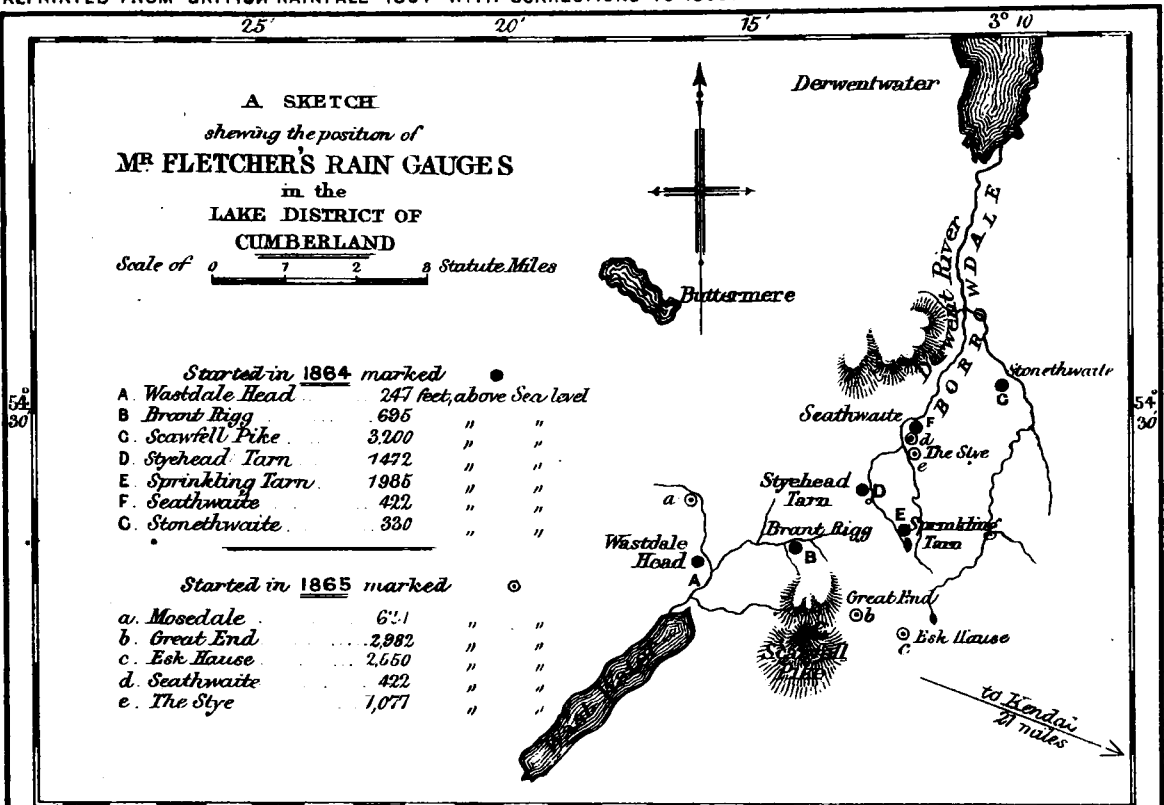 REPRINTED FROM BRITISH RAINFALL WITH CORRECTIONS TO
25' 20' 15' 3° 10
A SKETCH
shewing the position of
MR FLETCHER'S RAIN GAUGES
in the
LAKE DISTRICT OF
CUMBERLAND
Scale of 0 1 2 3 Statute Miles
Derwentwater
Buttermere
Derwent River
BORROWDALE
Started in 1864 marked
A. Wastdale Head 247 feet, above Sea level
B Brant Rigg 695 " "
C. Scawfell Pike 3,200 " "
D. Styehead Tarn 1472 " "
E. Sprinkling Tarn 1985 " "
F. Seathwaite 422 " "
G. Stonethwaite 330 " "
54° 30'
54° 30'
Stonethwaite
G
Seathwaite
F
d
The Stye
e
Styehead
Tarn
D
a
E
Sprinkling
Tarn
Brant Rigg
B
Wastdale
Head
A
Started in 1865 marked
a. Mosedale " "
b. Great End 2,982 " "
c. Esk Hause 2,550 " "
d. Seathwaite 422 " "
e. The Stye 1,077 " "
Great End
b
Esk Hause
c
Scawfell
Pike
to Kendal
21 miles